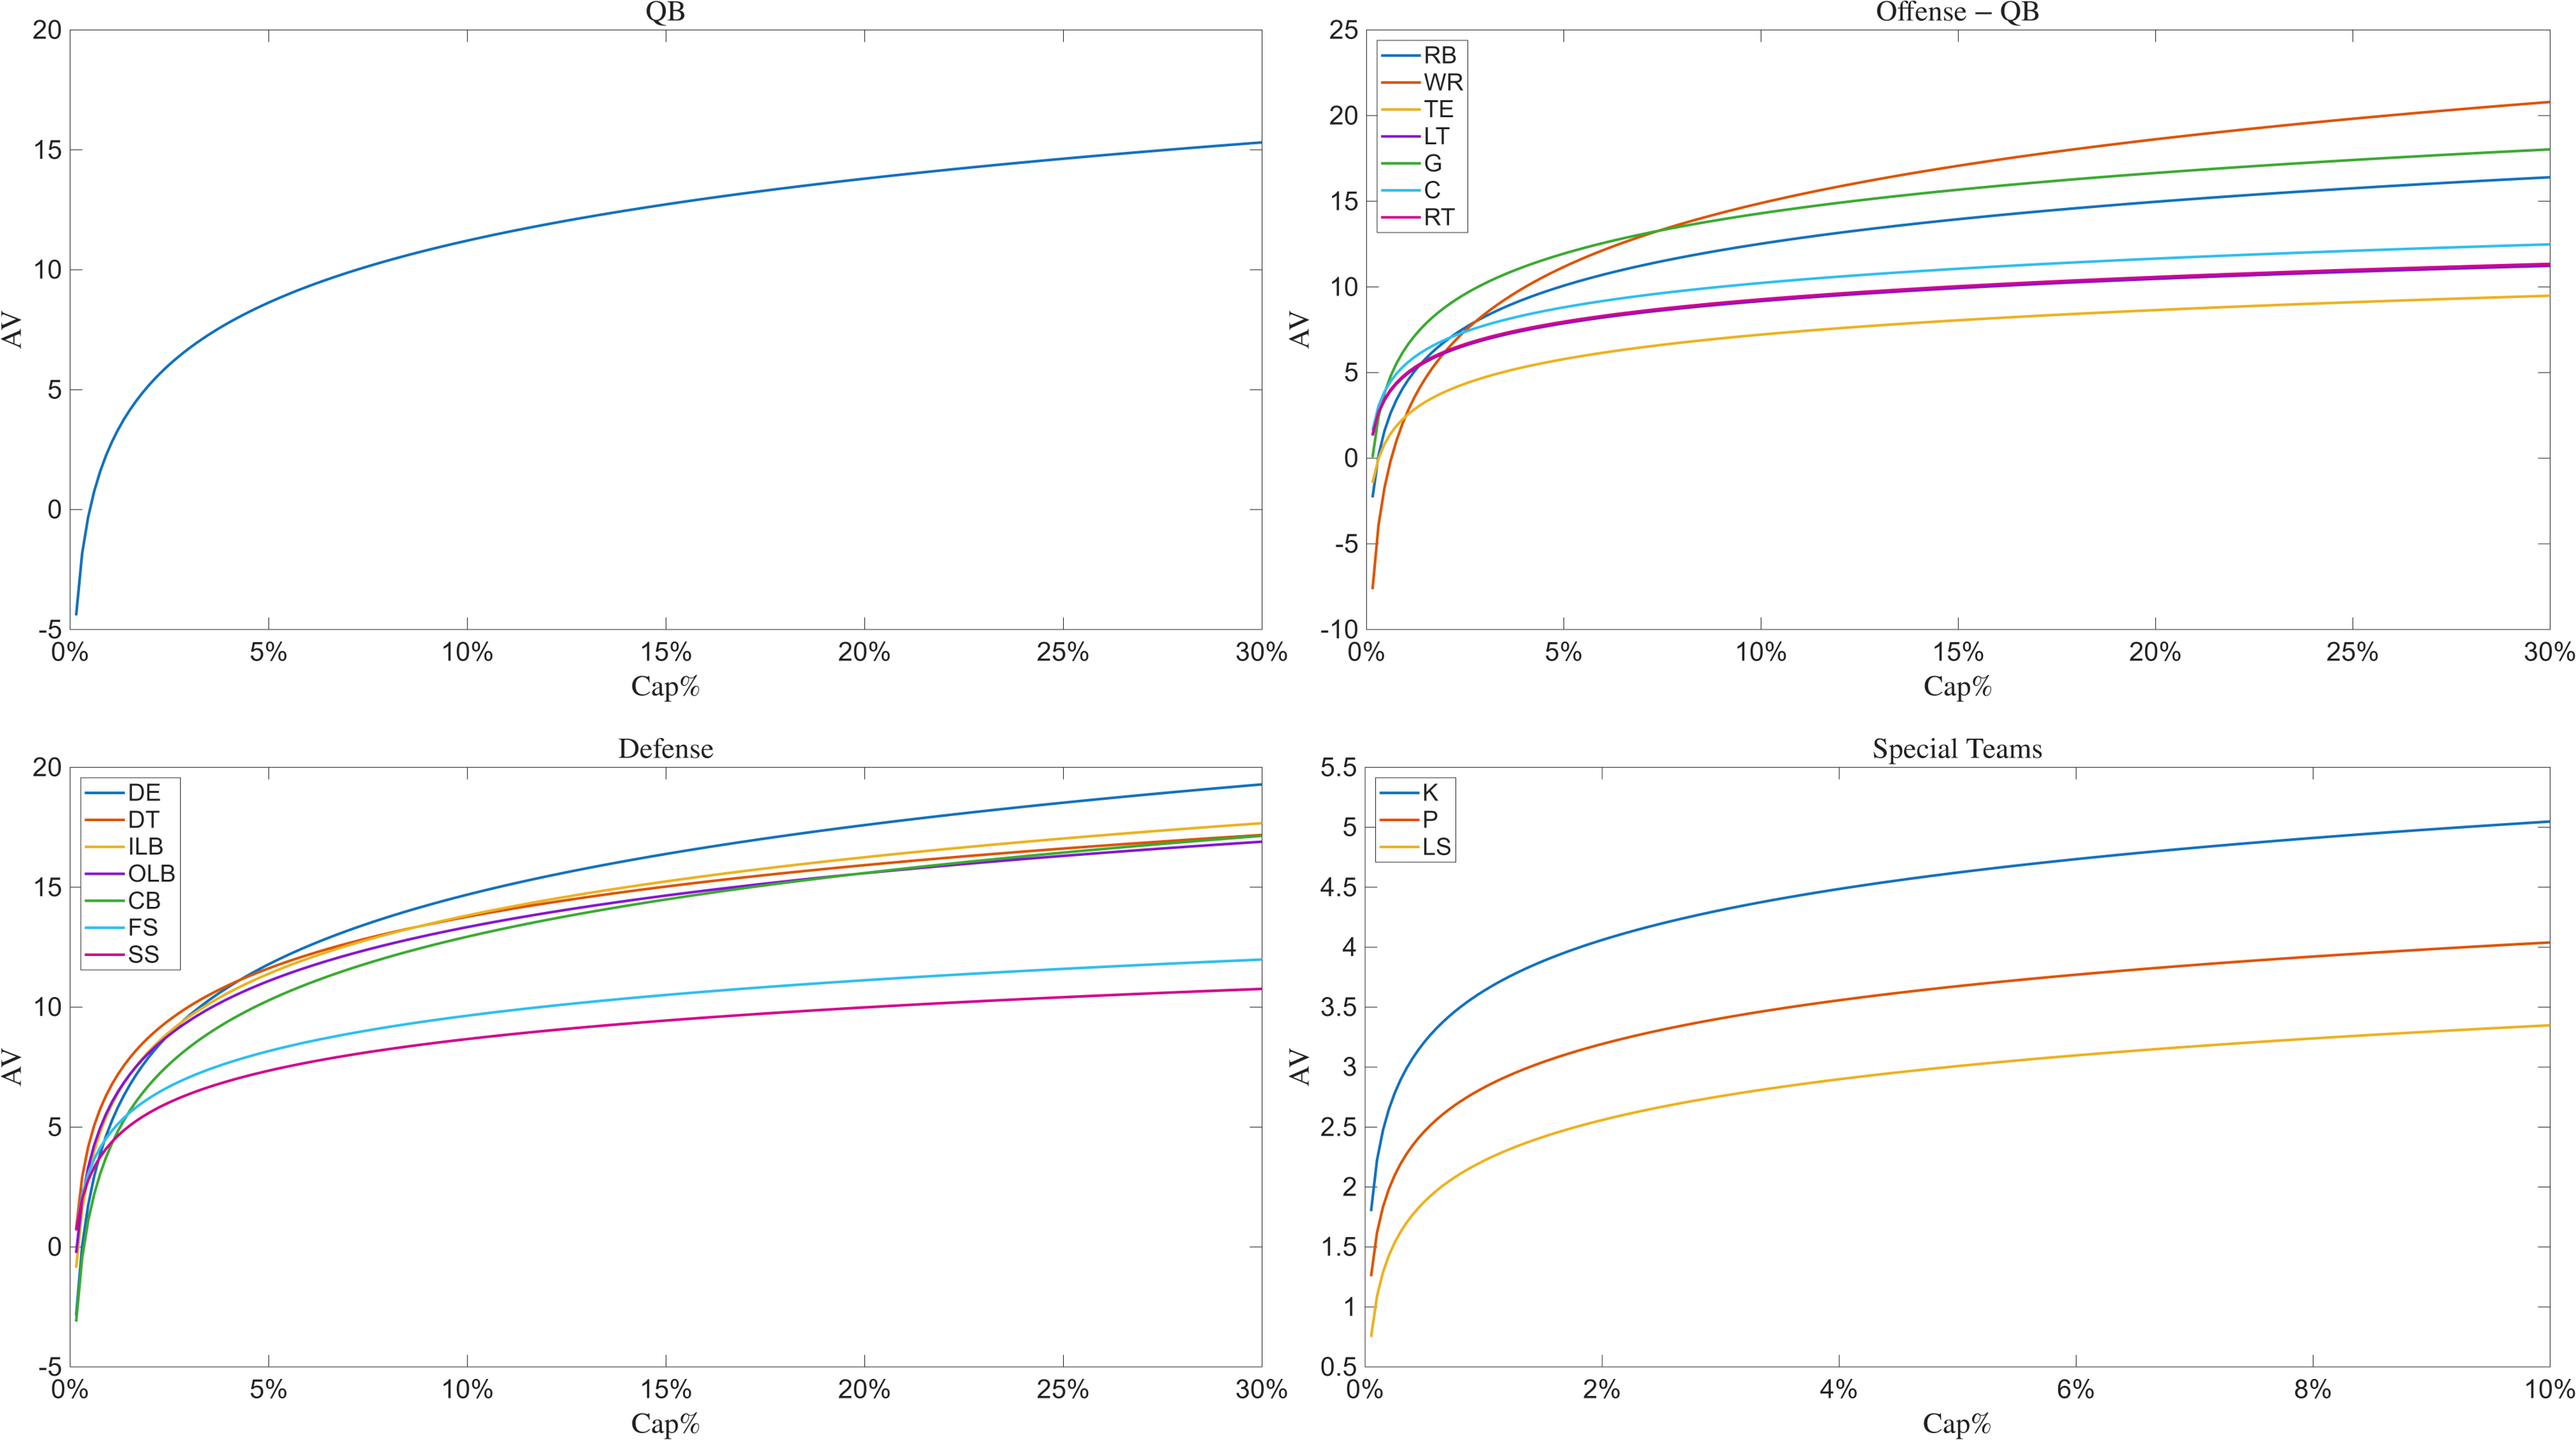 QB
20
15
10
5
0
-5
AV
0% 5% 10% 15% 20% 25% 30%
Cap%
Offense – QB
25
20
15
10
5
0
-5
-10
AV
RB
WR
TE
LT
G
C
RT
0% 5% 10% 15% 20% 25% 30%
Cap%
Defense
20
15
10
5
0
-5
AV
DE
DT
ILB
OLB
CB
FS
SS
0% 5% 10% 15% 20% 25% 30%
Cap%
Special Teams
5.5
5
4.5
4
3.5
3
2.5
2
1.5
1
0.5
AV
K
P
LS
0% 2% 4% 6% 8% 10%
Cap%